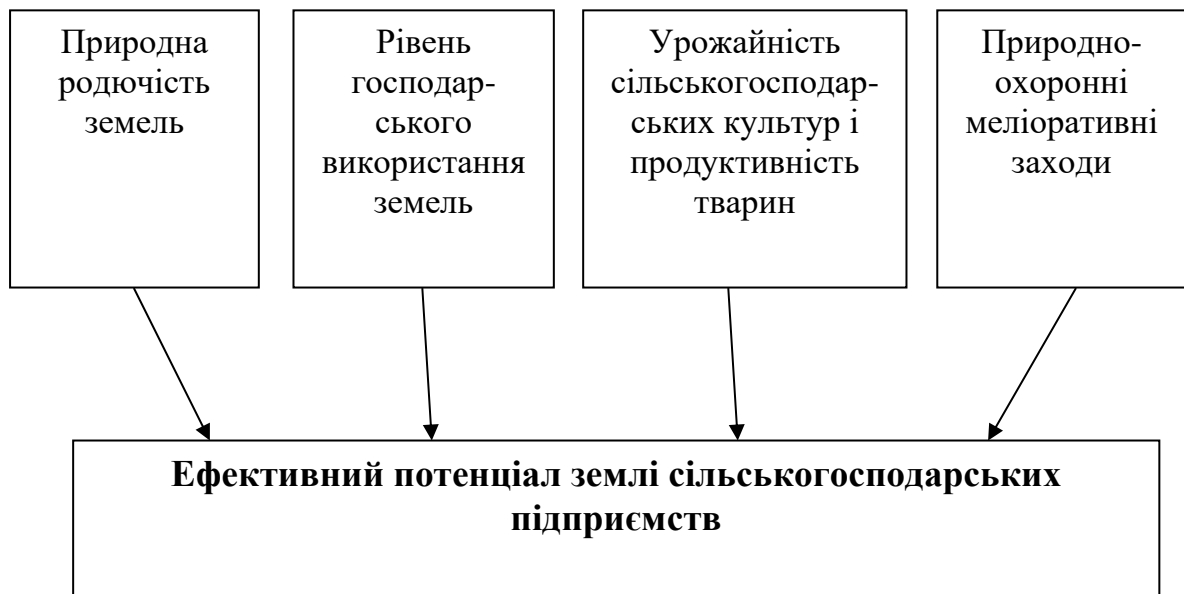 Природна
родючість
земель
Рівень
господар-
ського
використання
земель
Урожайність
сільськогосподар-
ських культур і
продуктивність
тварин
Природно-
охоронні
меліоративні
заходи
Ефективний потенціал землі сільськогосподарських
підприємств